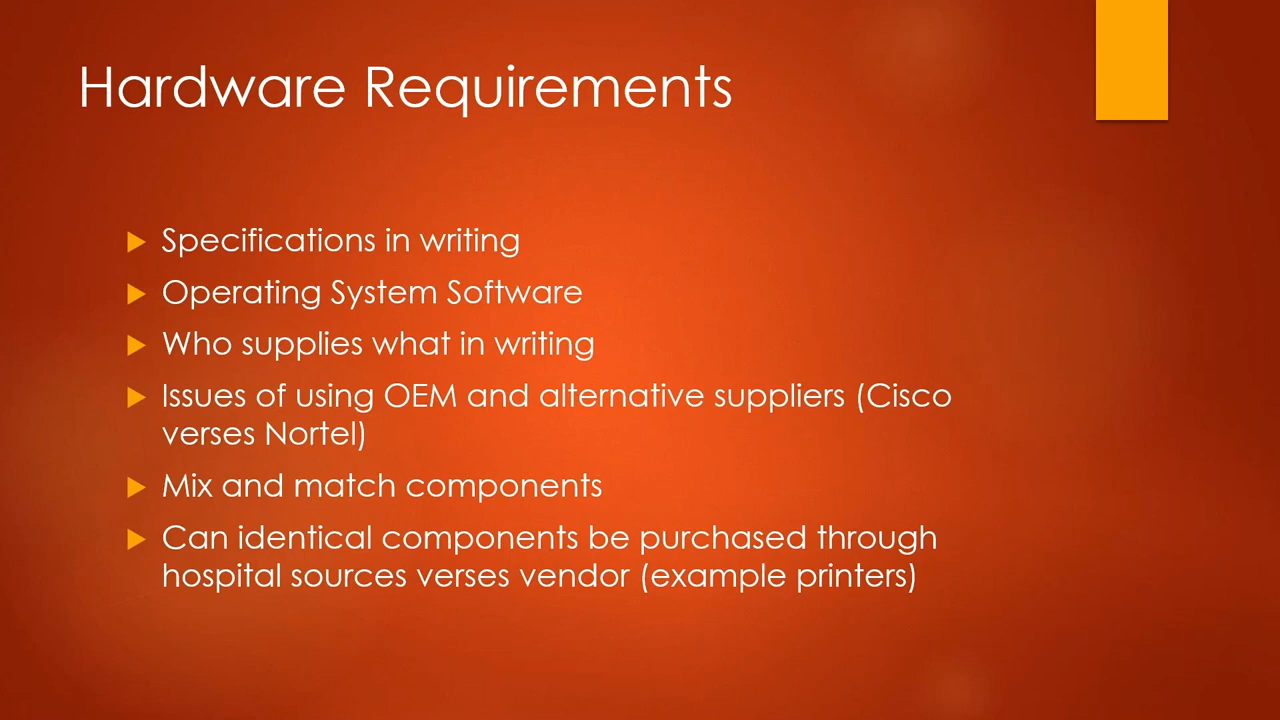 Hardware Requirements
Specifications in writing
Operating System Software
Who supplies what in writing
Issues of using OEM and alternative suppliers (Cisco
verses Nortel)
Mix and match components
Can identical components be purchased through
hospital sources verses vendor (example printers)